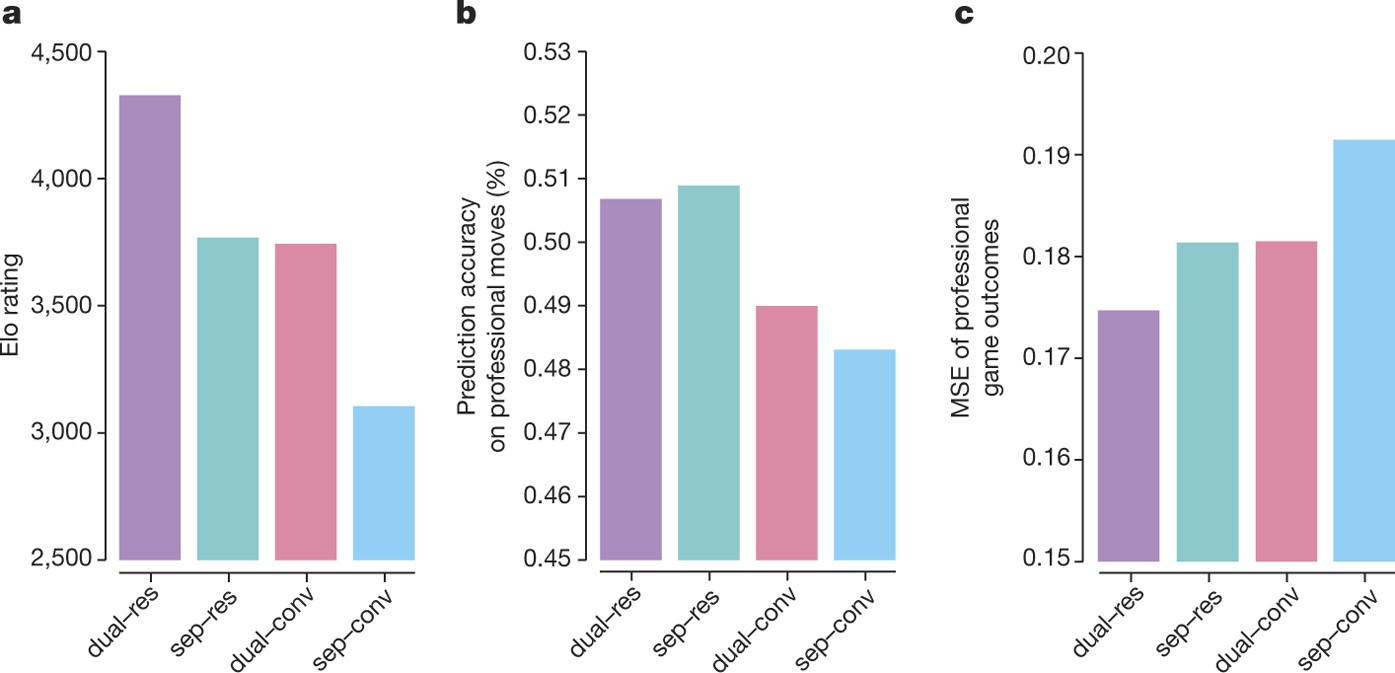 a
4,500
4,000
3,500
3,000
2,500
Elo rating
dual–res
sep–res
dual–conv
sep–conv
b
0.53
0.52
0.51
0.50
0.49
0.48
0.47
0.46
0.45
Prediction accuracy
on professional moves (%)
dual–res
sep–res
dual–conv
sep–conv
c
0.20
0.19
0.18
0.17
0.16
0.15
MSE of professional
game outcomes
dual–res
sep–res
dual–conv
sep–conv